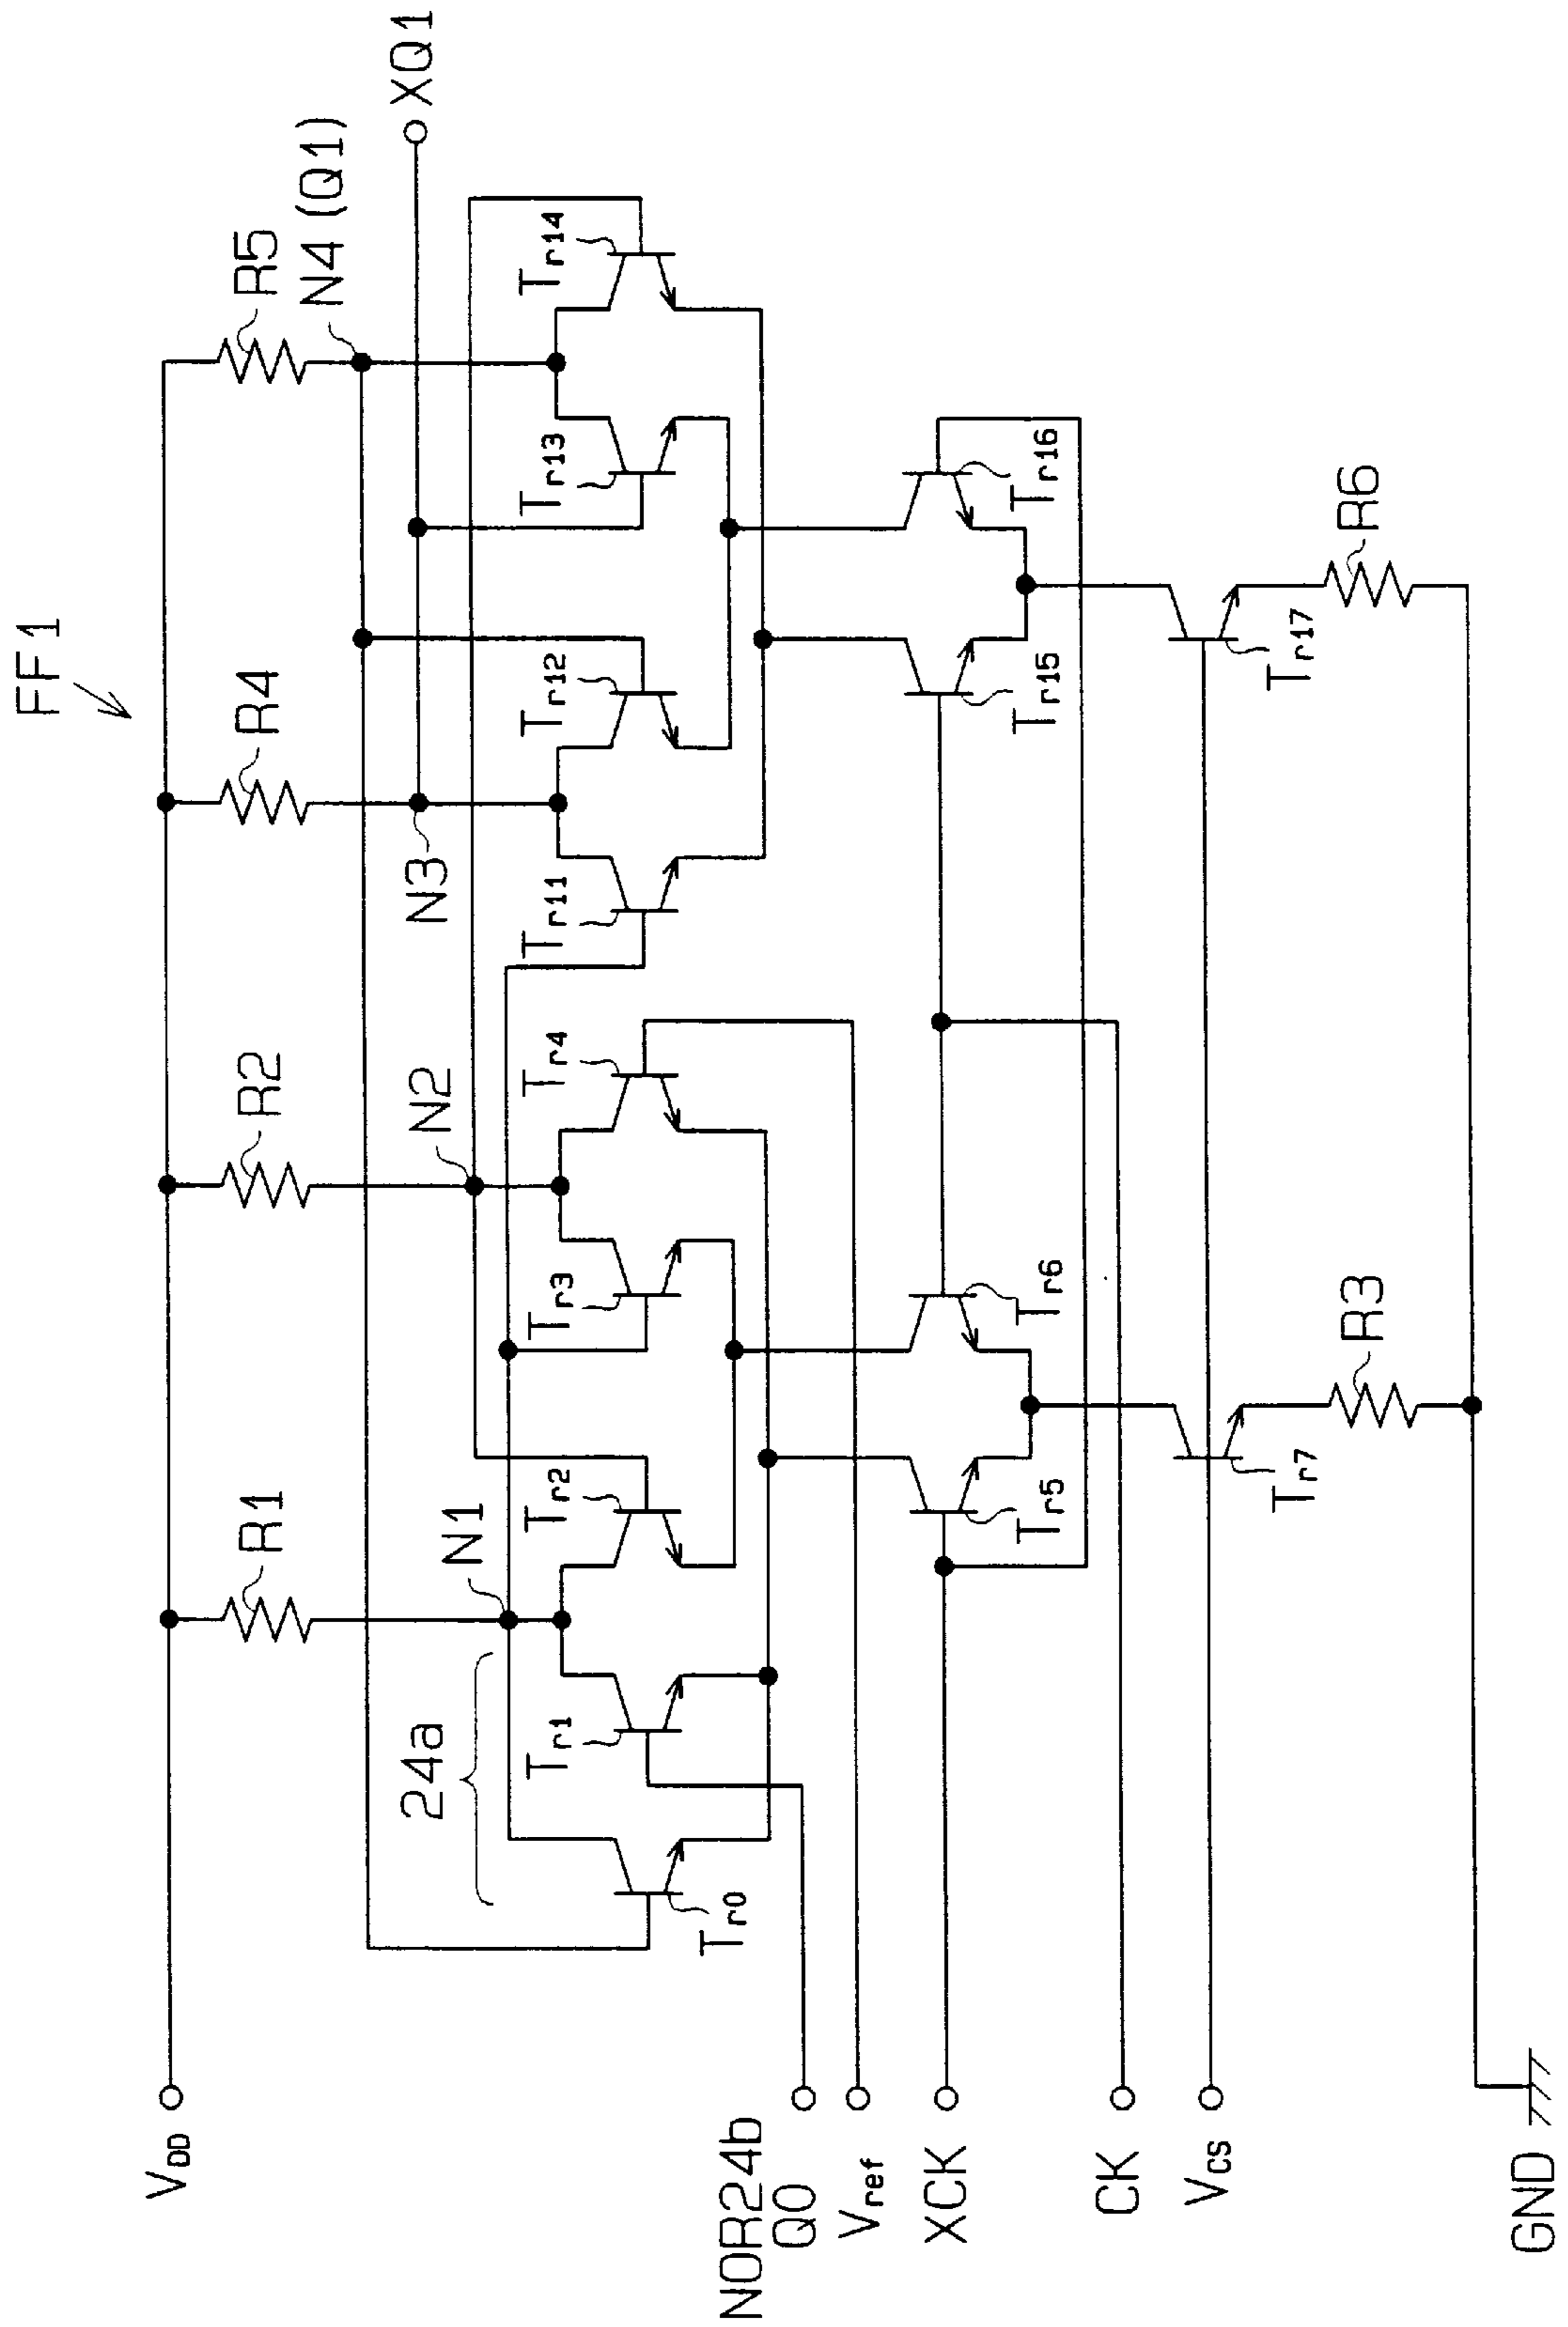 FF1
VDD
R1
R2
R4
R5
N4 (Q1)
XQ1
N1
N2
N3
24a
Tr0
Tr1
Tr2
Tr3
Tr4
Tr11
Tr12
Tr13
Tr14
NOR24b
Q0
Vref
XCK
Tr5
Tr6
Tr15
Tr16
CK
VCS
Tr7
Tr17
R3
R6
GND